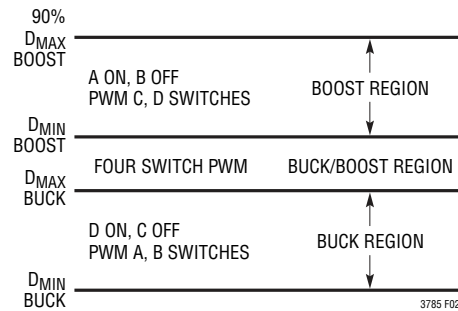 90%
DMAX
BOOST
A ON, B OFF
PWM C, D SWITCHES
BOOST REGION
DMIN
BOOST
FOUR SWITCH PWM
BUCK/BOOST REGION
DMAX
BUCK
D ON, C OFF
PWM A, B SWITCHES
BUCK REGION
DMIN
BUCK
3785 F02